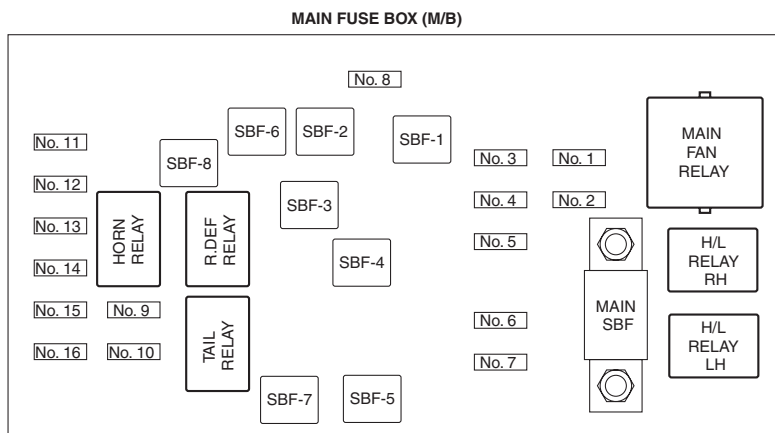 MAIN FUSE BOX (M/B)
No. 8
SBF-6
SBF-2
SBF-1
No. 11
SBF-8
No. 3
No. 1
MAIN
FAN
RELAY
No. 12
No. 4
No. 2
SBF-3
HORN
RELAY
R.DEF
RELAY
No. 13
No. 5
SBF-4
H/L
RELAY
RH
No. 14
MAIN
SBF
No. 15
No. 9
No. 6
TAIL
RELAY
H/L
RELAY
LH
No. 16
No. 10
No. 7
SBF-7
SBF-5